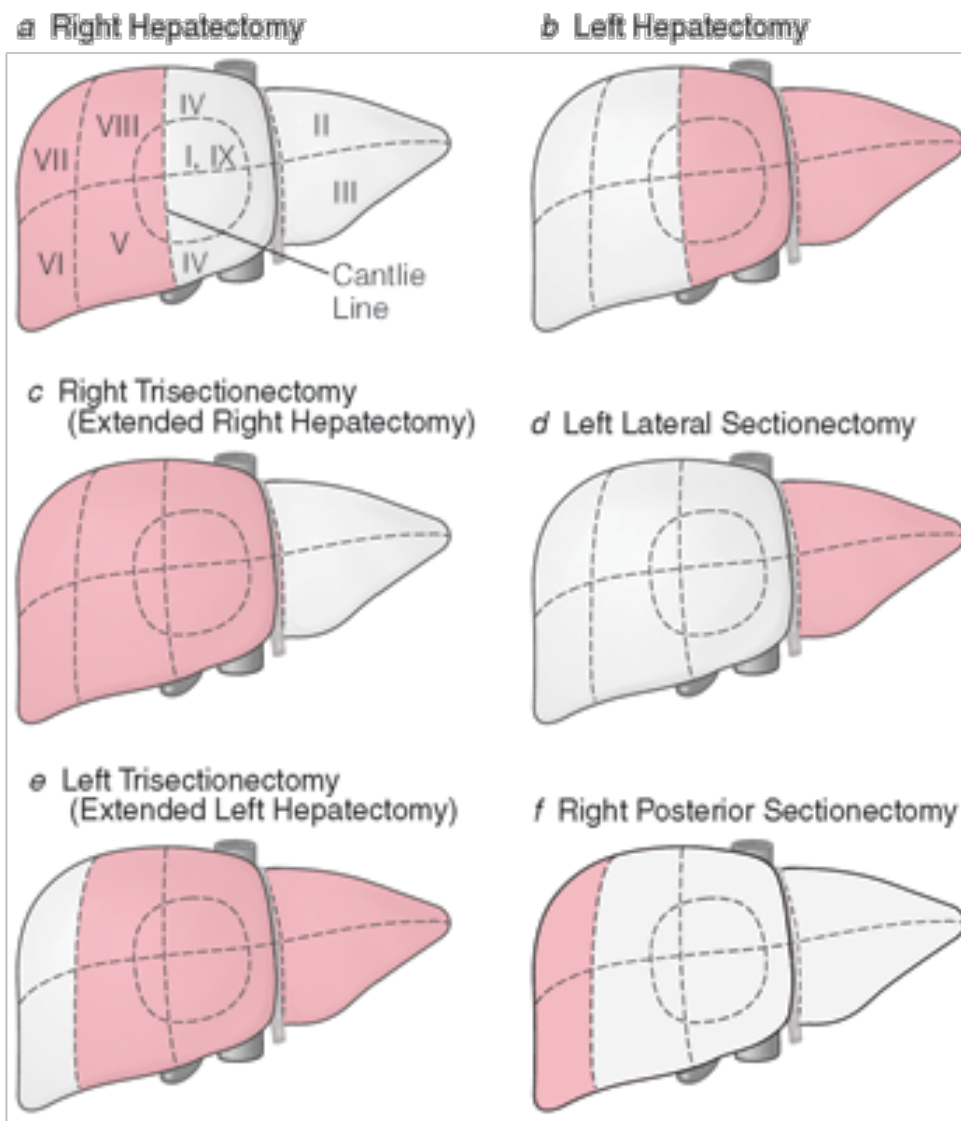 a Right Hepatectomy
b Left Hepatectomy
IV
VIII
II
VII
I, IX
III
V
VI
IV
Cantlie
Line
c Right Trisectionectomy
(Extended Right Hepatectomy)
d Left Lateral Sectionectomy
e Left Trisectionectomy
(Extended Left Hepatectomy)
f Right Posterior Sectionectomy